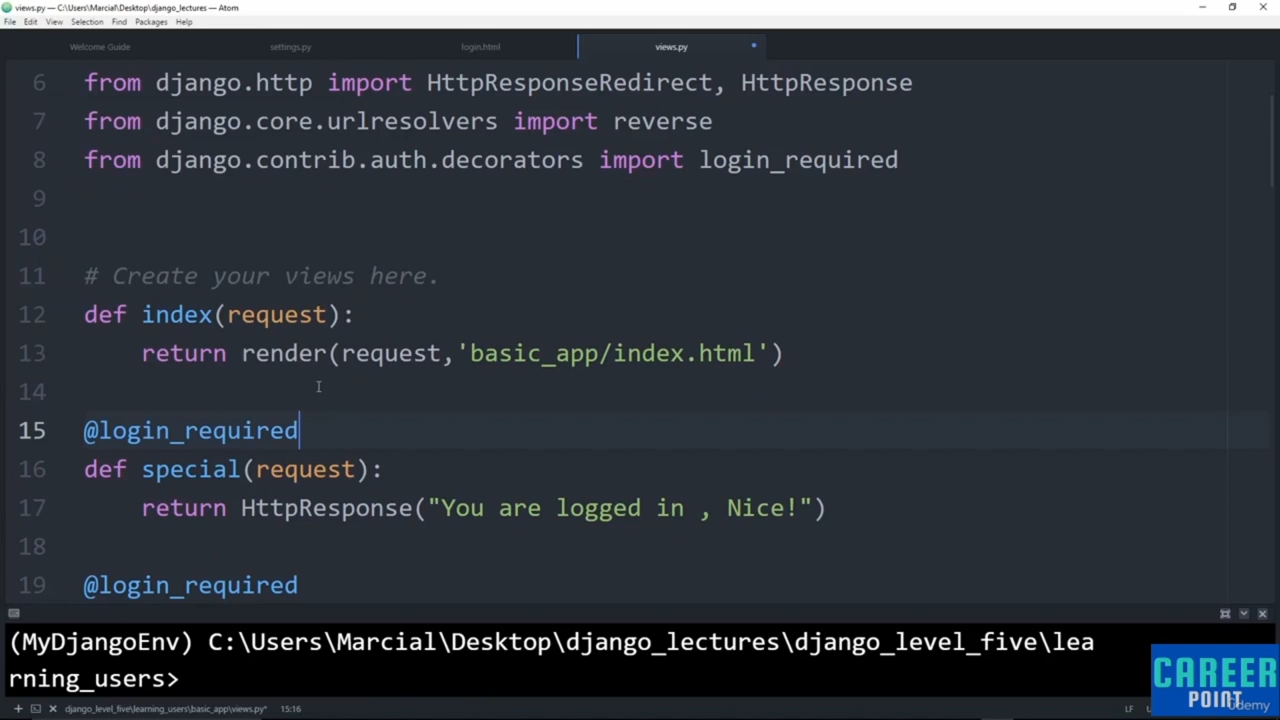 views.py — C:\Users\Marcial\Desktop\django_lectures — Atom
File Edit View Selection Find Packages Help
Welcome Guide settings.py login.html views.py
6 from django.http import HttpResponseRedirect, HttpResponse
7 from django.core.urlresolvers import reverse
8 from django.contrib.auth.decorators import login_required
9
10
11 # Create your views here.
12 def index(request):
13 return render(request,'basic_app/index.html')
14
15 @login_required
16 def special(request):
17 return HttpResponse("You are logged in , Nice!")
18
19 @login_required
(MyDjangoEnv) C:\Users\Marcial\Desktop\django_lectures\django_level_five\lea
rning_users>
CAREER
POINT
Udemy
django_level_five\learning_users\basic_app\views.py* 15:16 LF